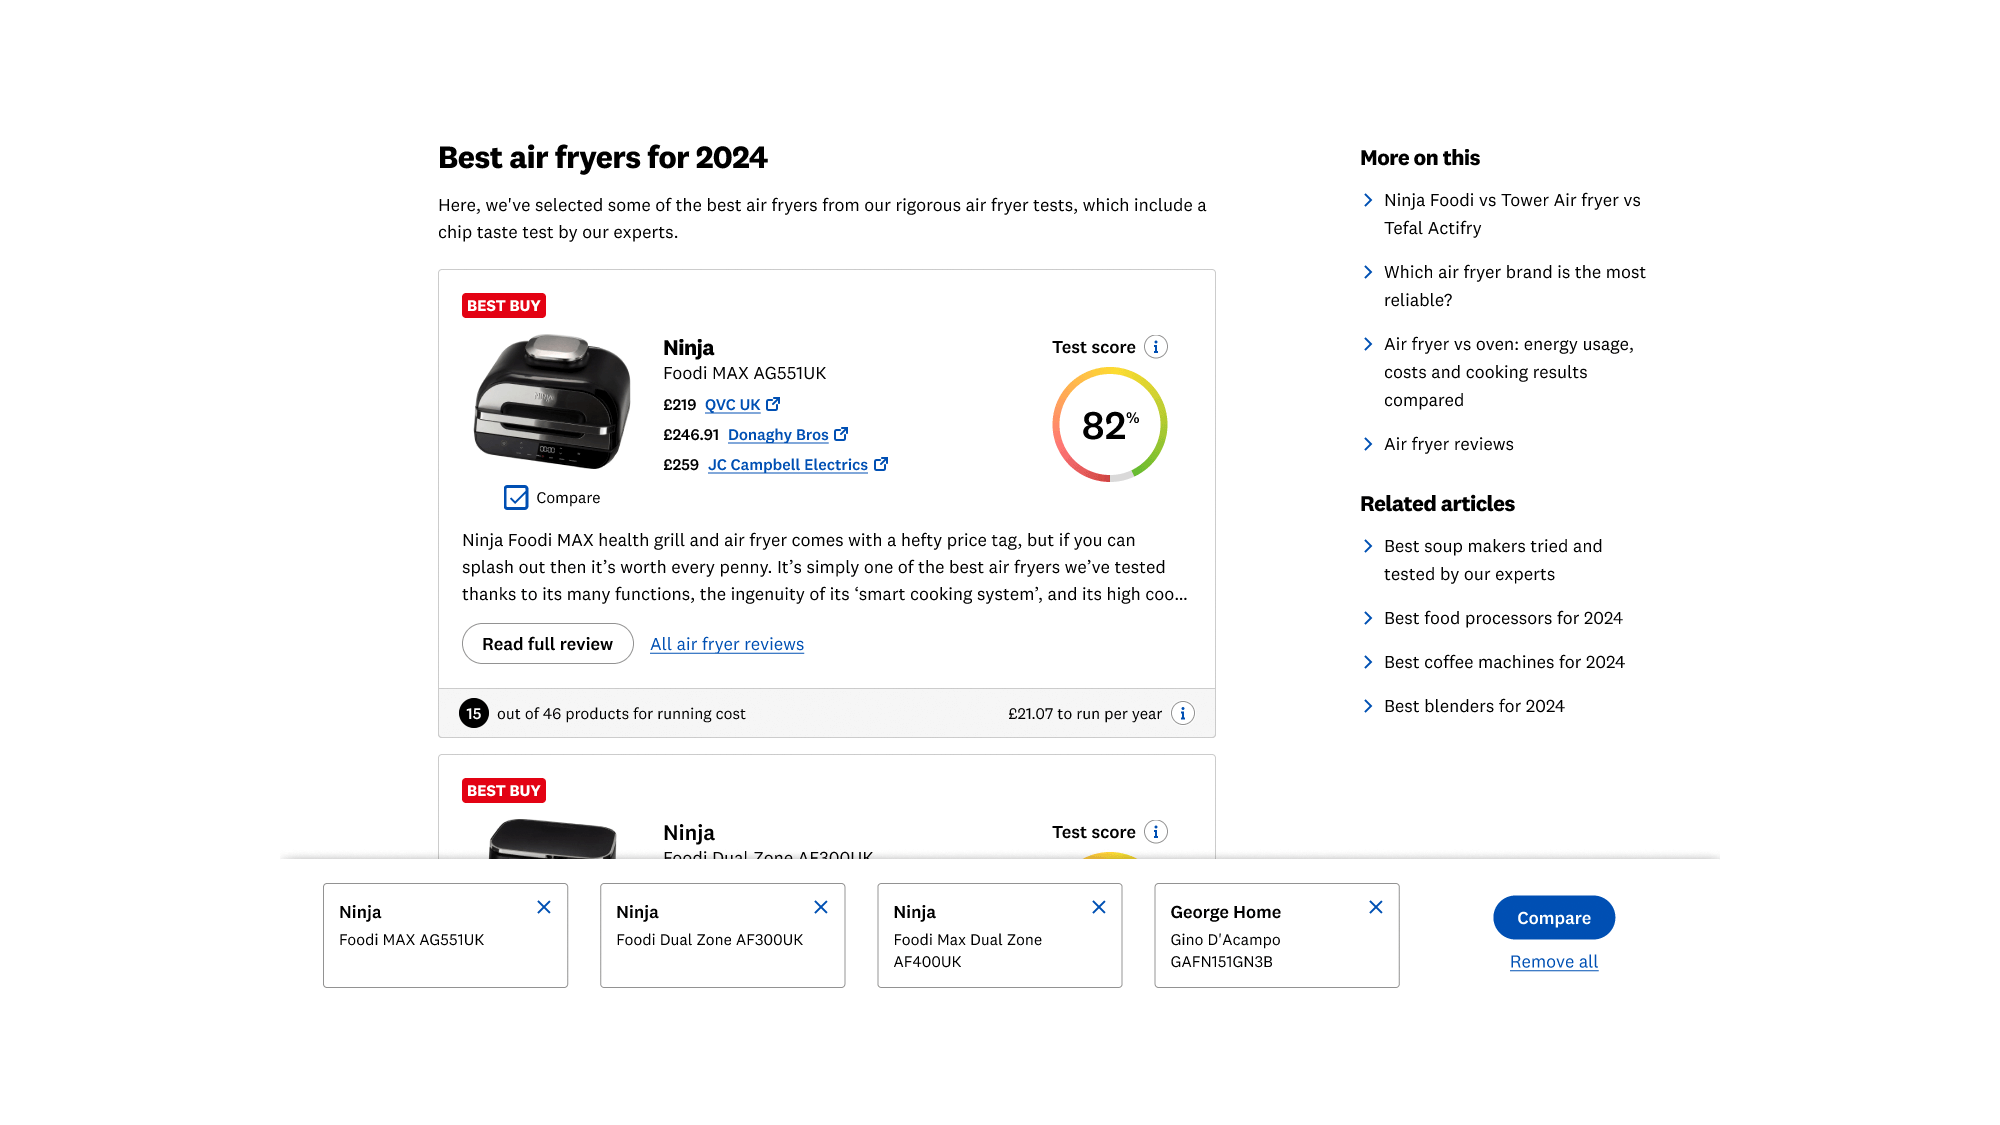 Best air fryers for 2024
Here, we've selected some of the best air fryers from our rigorous air fryer tests, which include a
chip taste test by our experts.
BEST BUY
Ninja
Foodi MAX AG551UK
£219 QVC UK
£246.91 Donaghy Bros
£259 JC Campbell Electrics
Test score
82%
Compare
Ninja Foodi MAX health grill and air fryer comes with a hefty price tag, but if you can
splash out then it’s worth every penny. It’s simply one of the best air fryers we’ve tested
thanks to its many functions, the ingenuity of its ‘smart cooking system’, and its high coo...
Read full review
All air fryer reviews
15 out of 46 products for running cost
£21.07 to run per year
BEST BUY
Ninja
Foodi Dual Zone AF300UK
Test score
More on this
Ninja Foodi vs Tower Air fryer vs
Tefal Actifry
Which air fryer brand is the most
reliable?
Air fryer vs oven: energy usage,
costs and cooking results
compared
Air fryer reviews
Related articles
Best soup makers tried and
tested by our experts
Best food processors for 2024
Best coffee machines for 2024
Best blenders for 2024
Ninja
Foodi MAX AG551UK
Ninja
Foodi Dual Zone AF300UK
Ninja
Foodi Max Dual Zone
AF400UK
George Home
Gino D'Acampo
GAFN151GN3B
Compare
Remove all